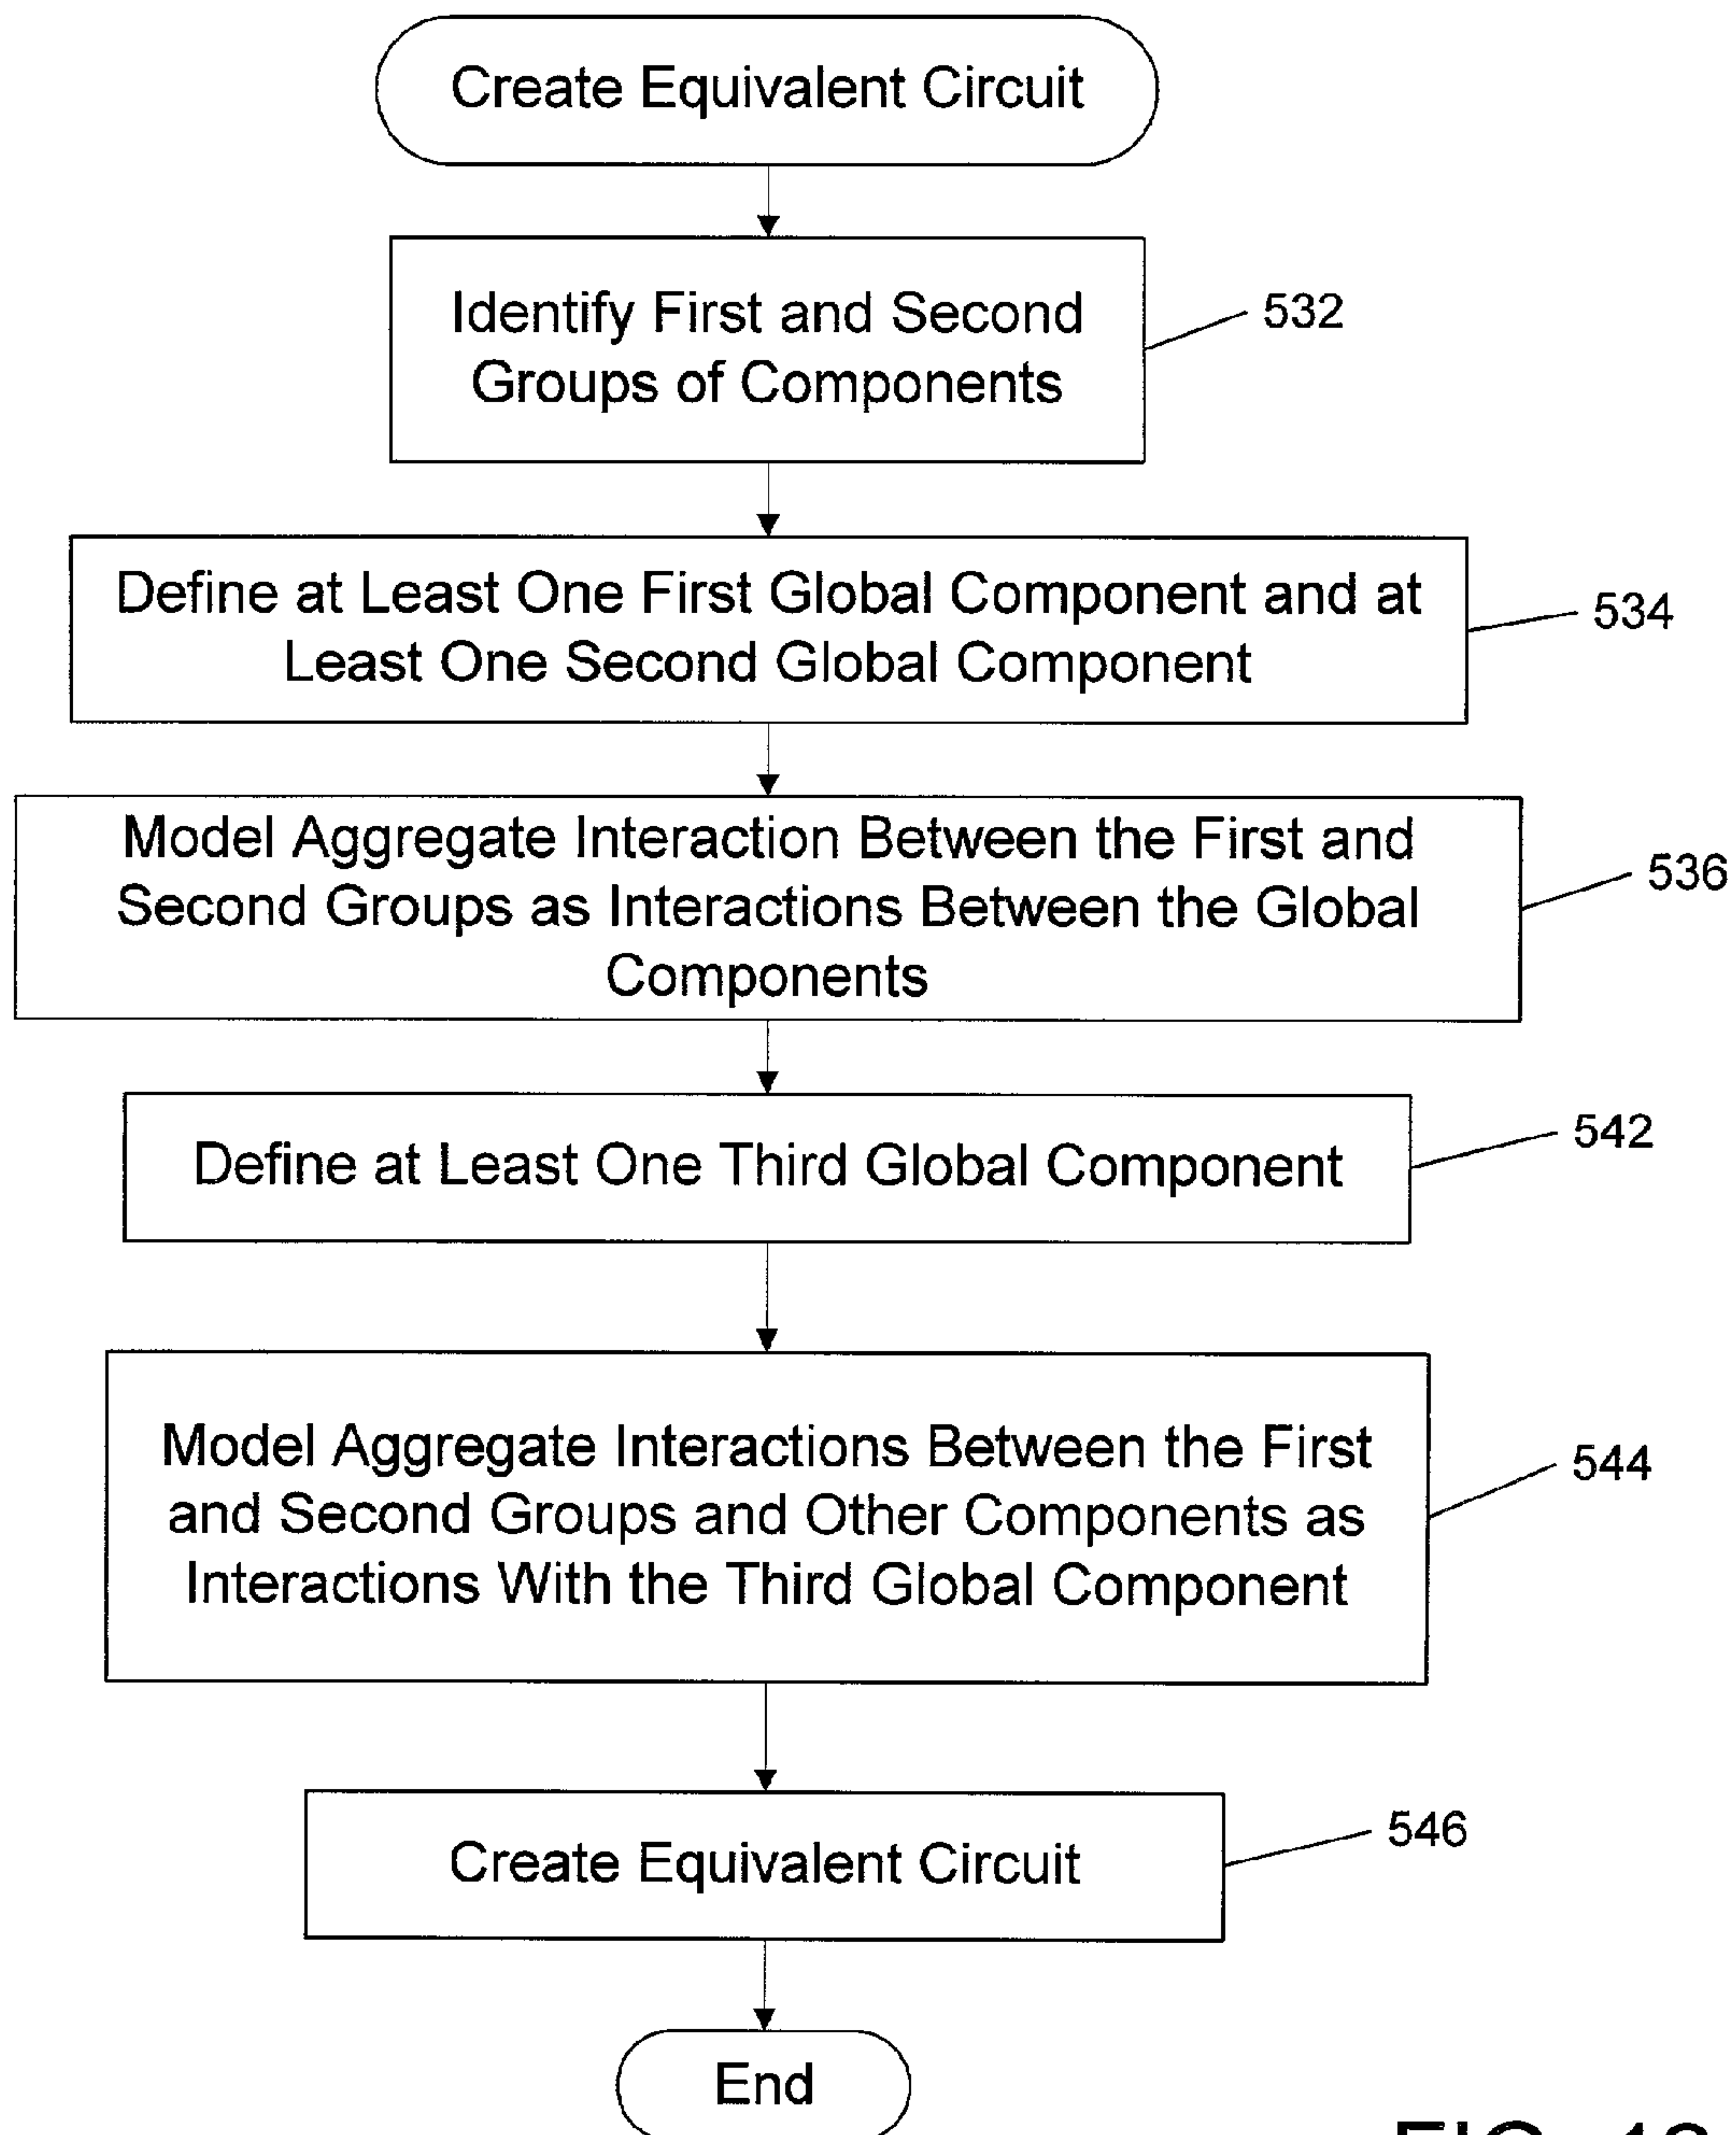 Create Equivalent Circuit
Identify First and Second
Groups of Components
532
Define at Least One First Global Component and at
Least One Second Global Component
534
Model Aggregate Interaction Between the First and
Second Groups as Interactions Between the Global
Components
536
Define at Least One Third Global Component
542
Model Aggregate Interactions Between the First
and Second Groups and Other Components as
Interactions With the Third Global Component
544
Create Equivalent Circuit
546
End
FIG.